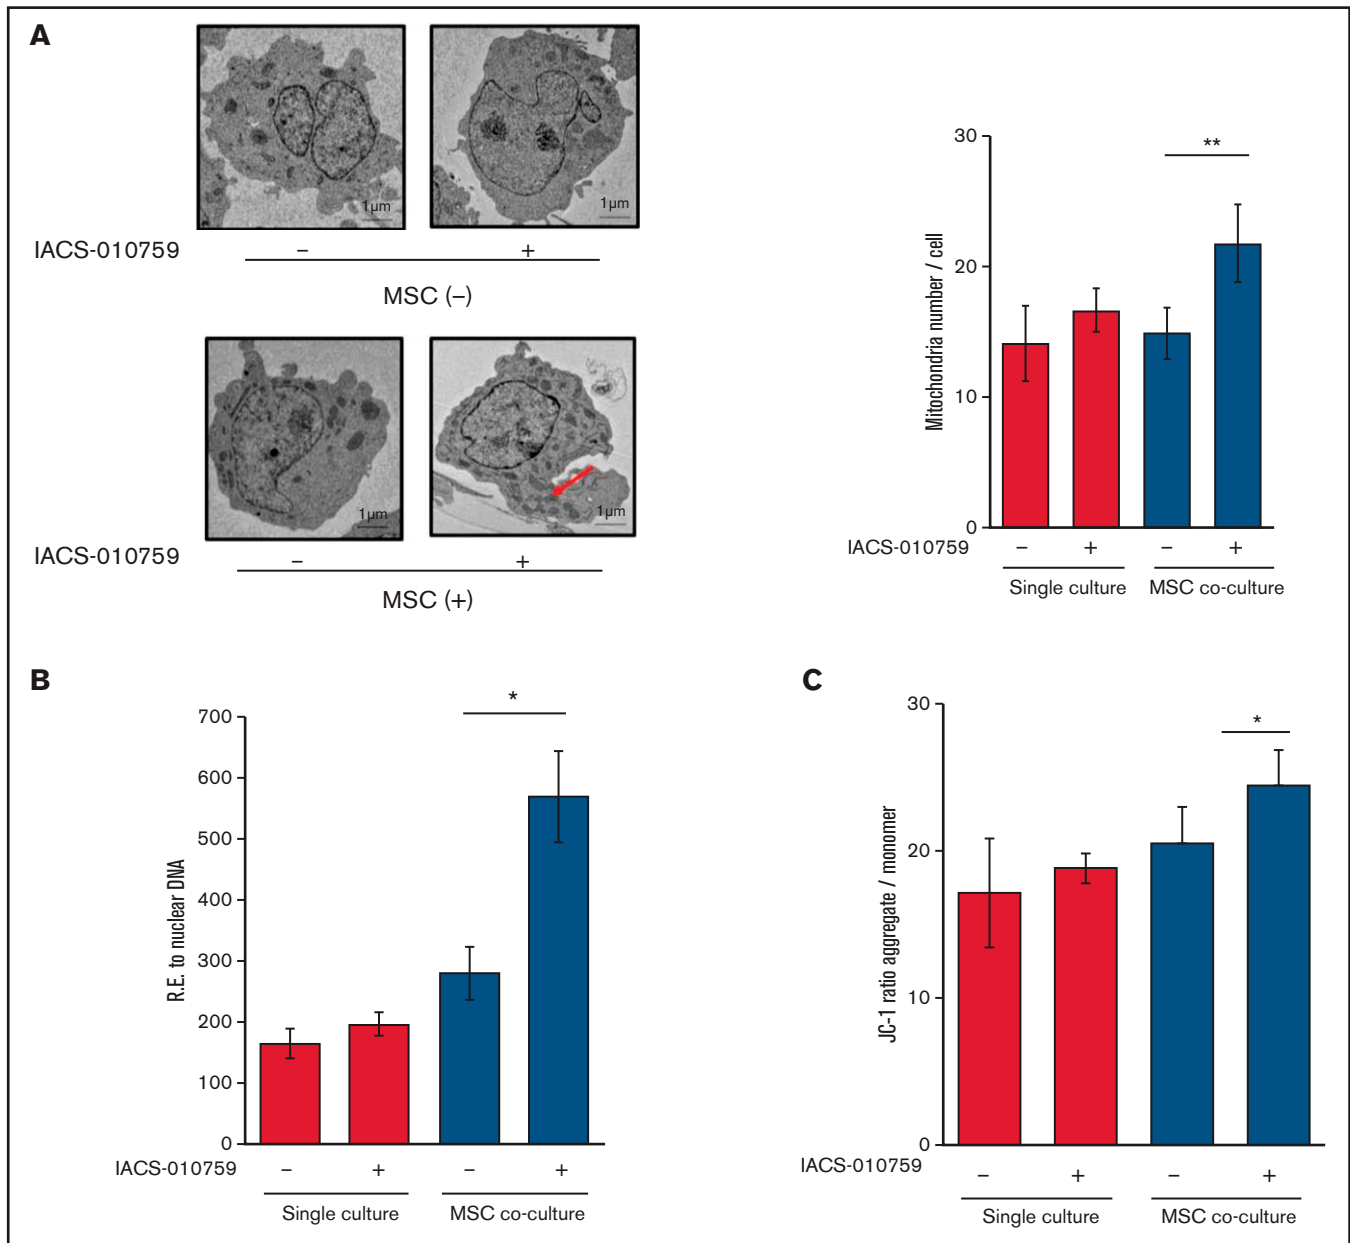 A
1µm
1µm
IACS-010759
–
+
MSC (–)
1µm
1µm
IACS-010759
–
+
MSC (+)
30
20
10
0
Mitochondria number / cell
**
IACS-010759
–
+
–
+
Single culture
MSC co-culture
B
700
600
500
400
300
200
100
0
R.E. to nuclear DNA
*
IACS-010759
–
+
–
+
Single culture
MSC co-culture
C
30
20
10
0
JC-1 ratio aggregate / monomer
*
IACS-010759
–
+
–
+
Single culture
MSC co-culture